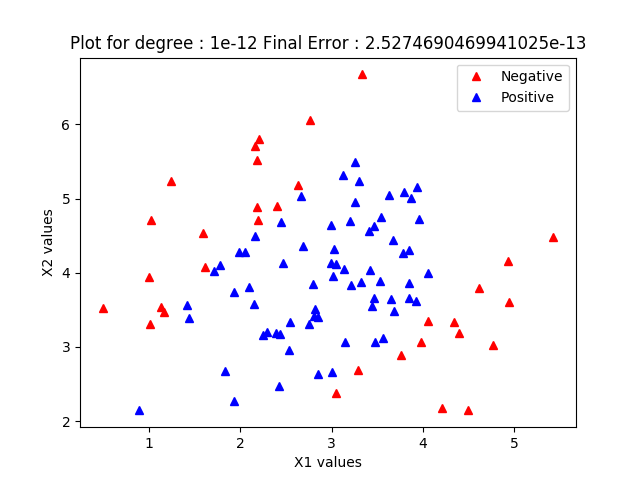 Plot for degree : 1e-12 Final Error : 2.5274690469941025e-13
Negative
Positive
X2 values
6
5
4
3
2
1 2 3 4 5
X1 values